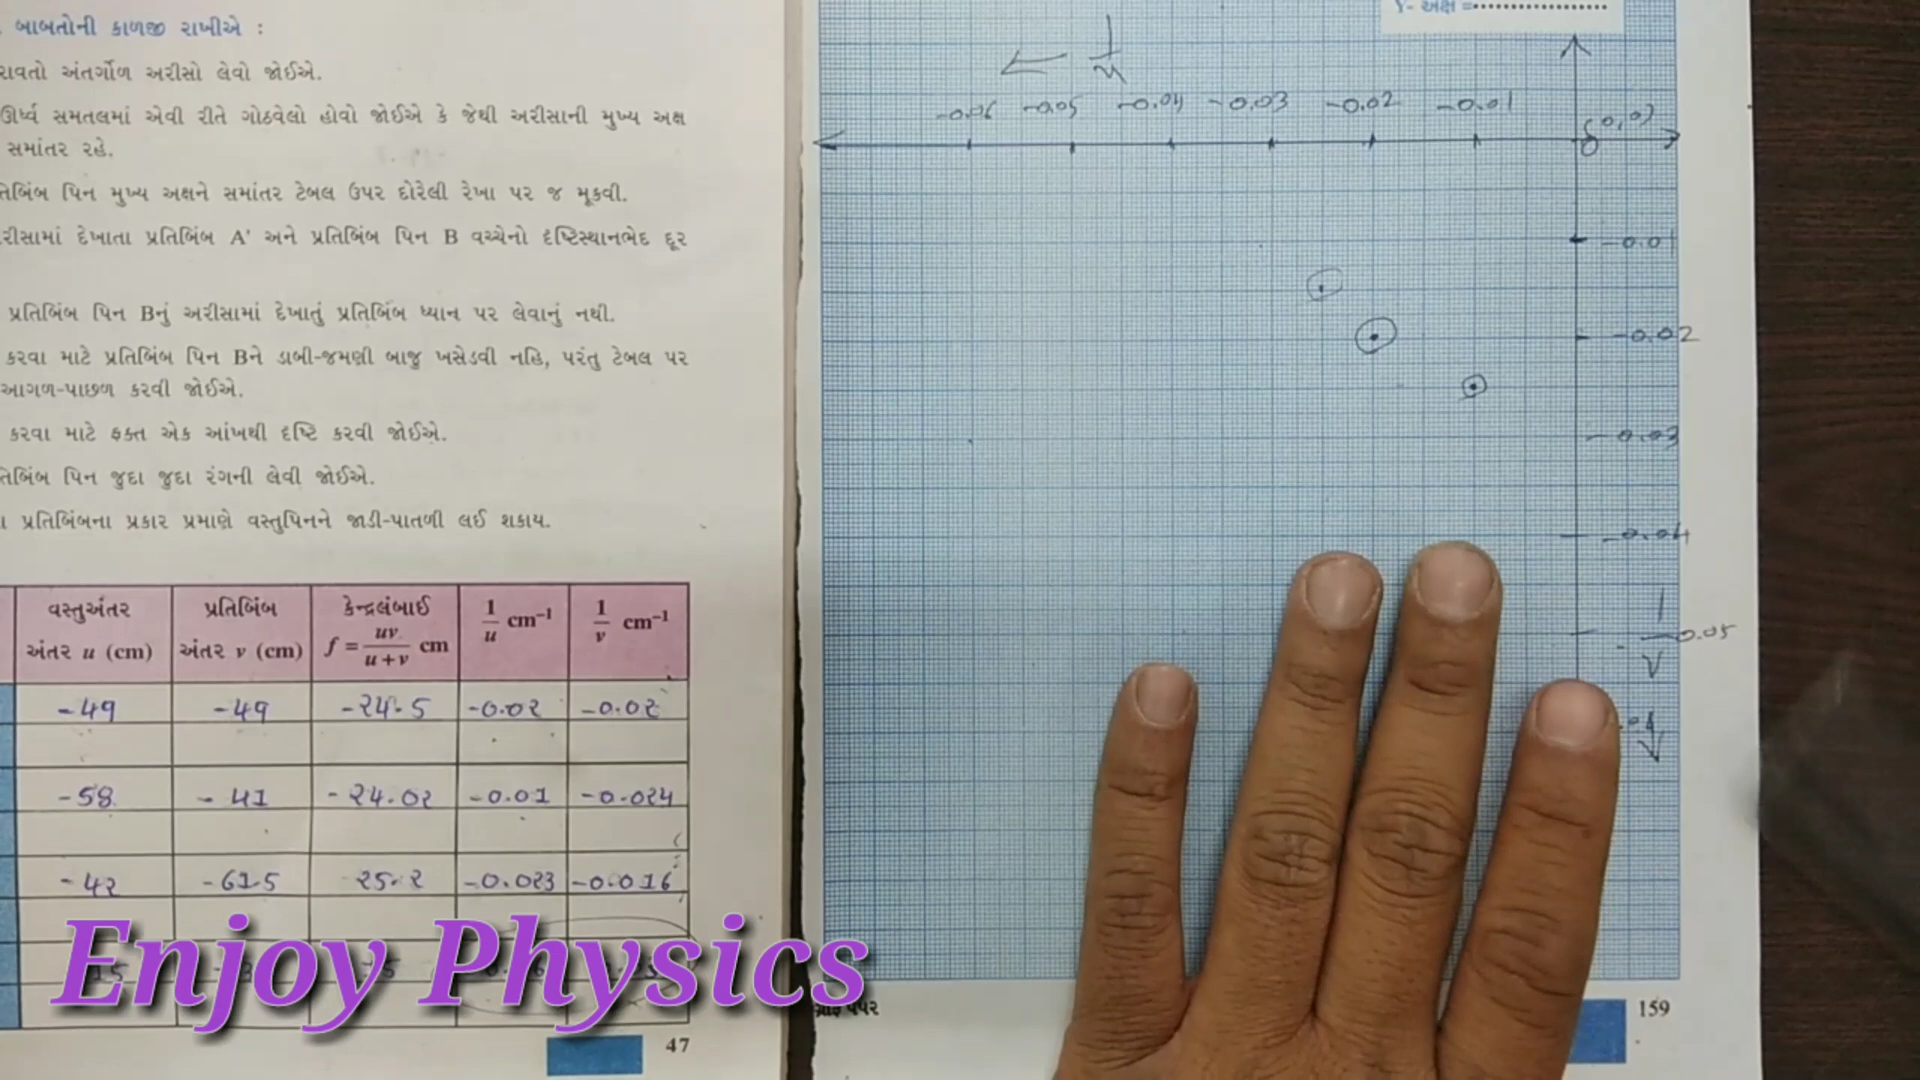 બાબતોની કાળજી રાખીએ :
રાવતો અંતર્ગોળ અરીસો લેવો જોઈએ.
ઊર્ધ્વ સમતલમાં એવી રીતે ગોઠવેલો હોવો જોઈએ કે જેથી અરીસાની મુખ્ય અક્ષ
સમાંતર રહે.
તિબિંબ પિન મુખ્ય અક્ષને સમાંતર ટેબલ ઉપર દોરેલી રેખા પર જ મૂકવી.
રીસામાં દેખાતા પ્રતિબિંબ A' અને પ્રતિબિંબ પિન B વચ્ચેનો દૃષ્ટિસ્થાનભેદ દૂર
પ્રતિબિંબ પિન Bનું અરીસામાં દેખાતું પ્રતિબિંબ ધ્યાન પર લેવાનું નથી.
કરવા માટે પ્રતિબિંબ પિન Bને ડાબી-જમણી બાજુ ખસેડવી નહિ, પરંતુ ટેબલ પર
આગળ-પાછળ કરવી જોઈએ.
કરવા માટે ફક્ત એક આંખથી દૃષ્ટિ કરવી જોઈએ.
તિબિંબ પિન જુદા જુદા રંગની લેવી જોઈએ.
પ્રતિબિંબના પ્રકાર પ્રમાણે વસ્તુપિનને જાડી-પાતળી લઈ શકાય.
વસ્તુઅંતર પ્રતિબિંબ કેન્દ્રલંબાઈ 1/u cm⁻¹ 1/v cm⁻¹
અંતર u (cm) અંતર v (cm) f = uv/u+v cm
-49 -49 -24.5 -0.02 -0.02
-58 - 41 -24.02 -0.01 -0.024
-42 -61.5 25.2 -0.023 -0.016
Enjoy Physics
47
Y- અક્ષ =
1/u
-0.06 -0.05 -0.04 -0.03 -0.02 -0.01 (0,0)
-0.01
-0.02
-0.03
-0.04
-0.05
1/v
ગ્રાફ પેપર
159